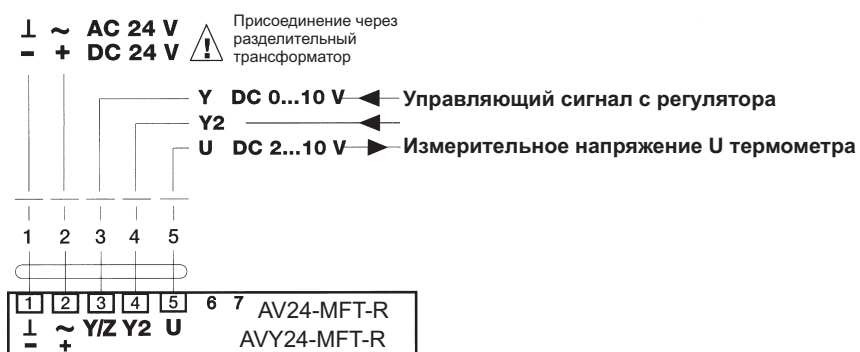 ⊥ ~ AC 24 V
– + DC 24 V
Присоединение через
разделительный
трансформатор
Y DC 0...10 V Управляющий сигнал с регулятора
Y2
U DC 2...10 V Измерительное напряжение U термометра
1 2 3 4 5
1 2 3 4 5 6 7 AV24-MFT-R
⊥ ~ Y/Z Y2 U
– + AVY24-MFT-R